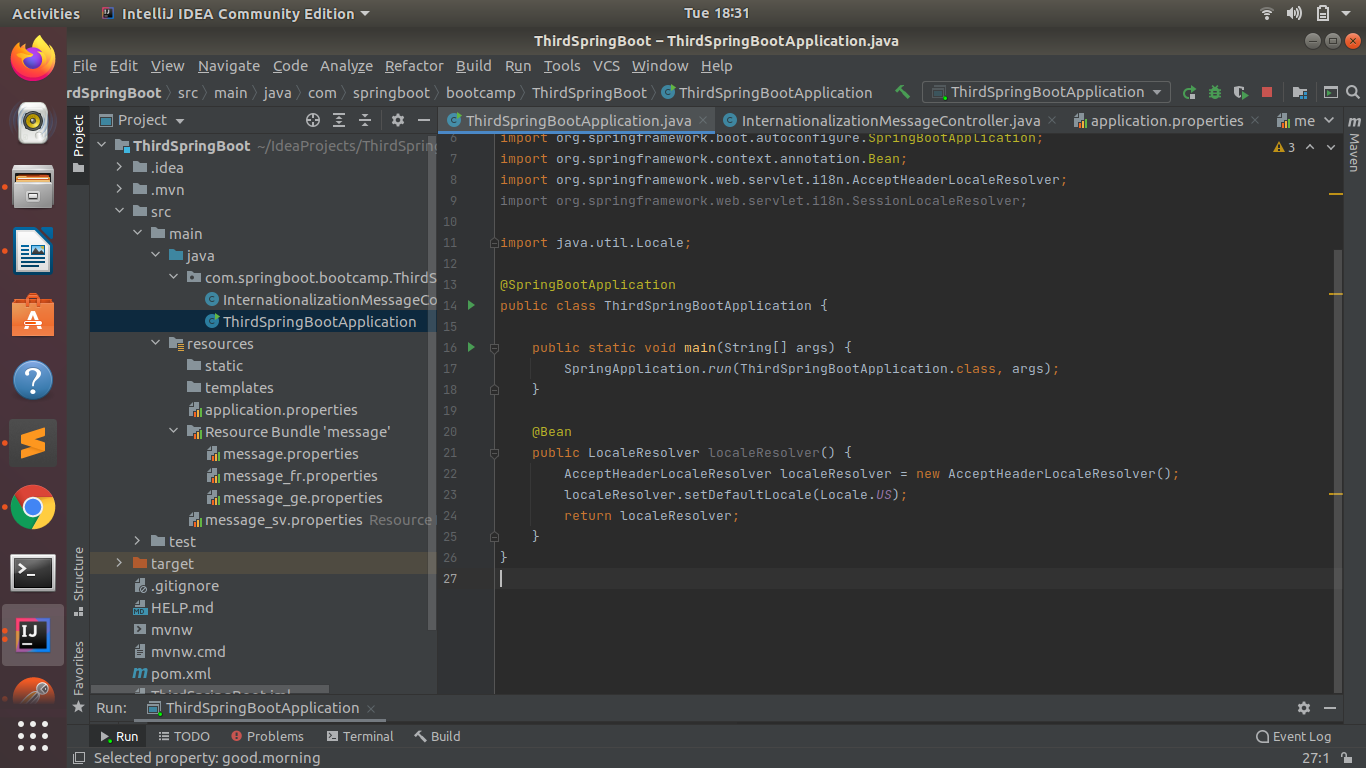 Activities IntelliJ IDEA Community Edition Tue 18:31
ThirdSpringBoot – ThirdSpringBootApplication.java
File Edit View Navigate Code Analyze Refactor Build Run Tools VCS Window Help
rdSpringBoot src main java com springboot bootcamp ThirdSpringBoot ThirdSpringBootApplication ThirdSpringBootApplication
Project
Structure
Favorites
Project
ThirdSpringBoot ~/IdeaProjects/ThirdSpring
.idea
.mvn
src
main
java
com.springboot.bootcamp.ThirdS
InternationalizationMessageCo
ThirdSpringBootApplication
resources
static
templates
application.properties
Resource Bundle 'message'
message.properties
message_fr.properties
message_ge.properties
message_sv.properties Resource
test
target
.gitignore
HELP.md
mvnw
mvnw.cmd
pom.xml
ThirdSpringBoot.iml
ThirdSpringBootApplication.java InternationalizationMessageController.java application.properties me
6 import org.springframework.boot.autoconfigure.SpringBootApplication;
7 import org.springframework.context.annotation.Bean;
8 import org.springframework.web.servlet.i18n.AcceptHeaderLocaleResolver;
9 import org.springframework.web.servlet.i18n.SessionLocaleResolver;
10
11 import java.util.Locale;
12
13 @SpringBootApplication
14 public class ThirdSpringBootApplication {
15
16 public static void main(String[] args) {
17 SpringApplication.run(ThirdSpringBootApplication.class, args);
18 }
19
20 @Bean
21 public LocaleResolver localeResolver() {
22 AcceptHeaderLocaleResolver localeResolver = new AcceptHeaderLocaleResolver();
23 localeResolver.setDefaultLocale(Locale.US);
24 return localeResolver;
25 }
26 }
27
3
Maven
Run: ThirdSpringBootApplication
Run TODO Problems Terminal Build Event Log
Selected property: good.morning 27:1